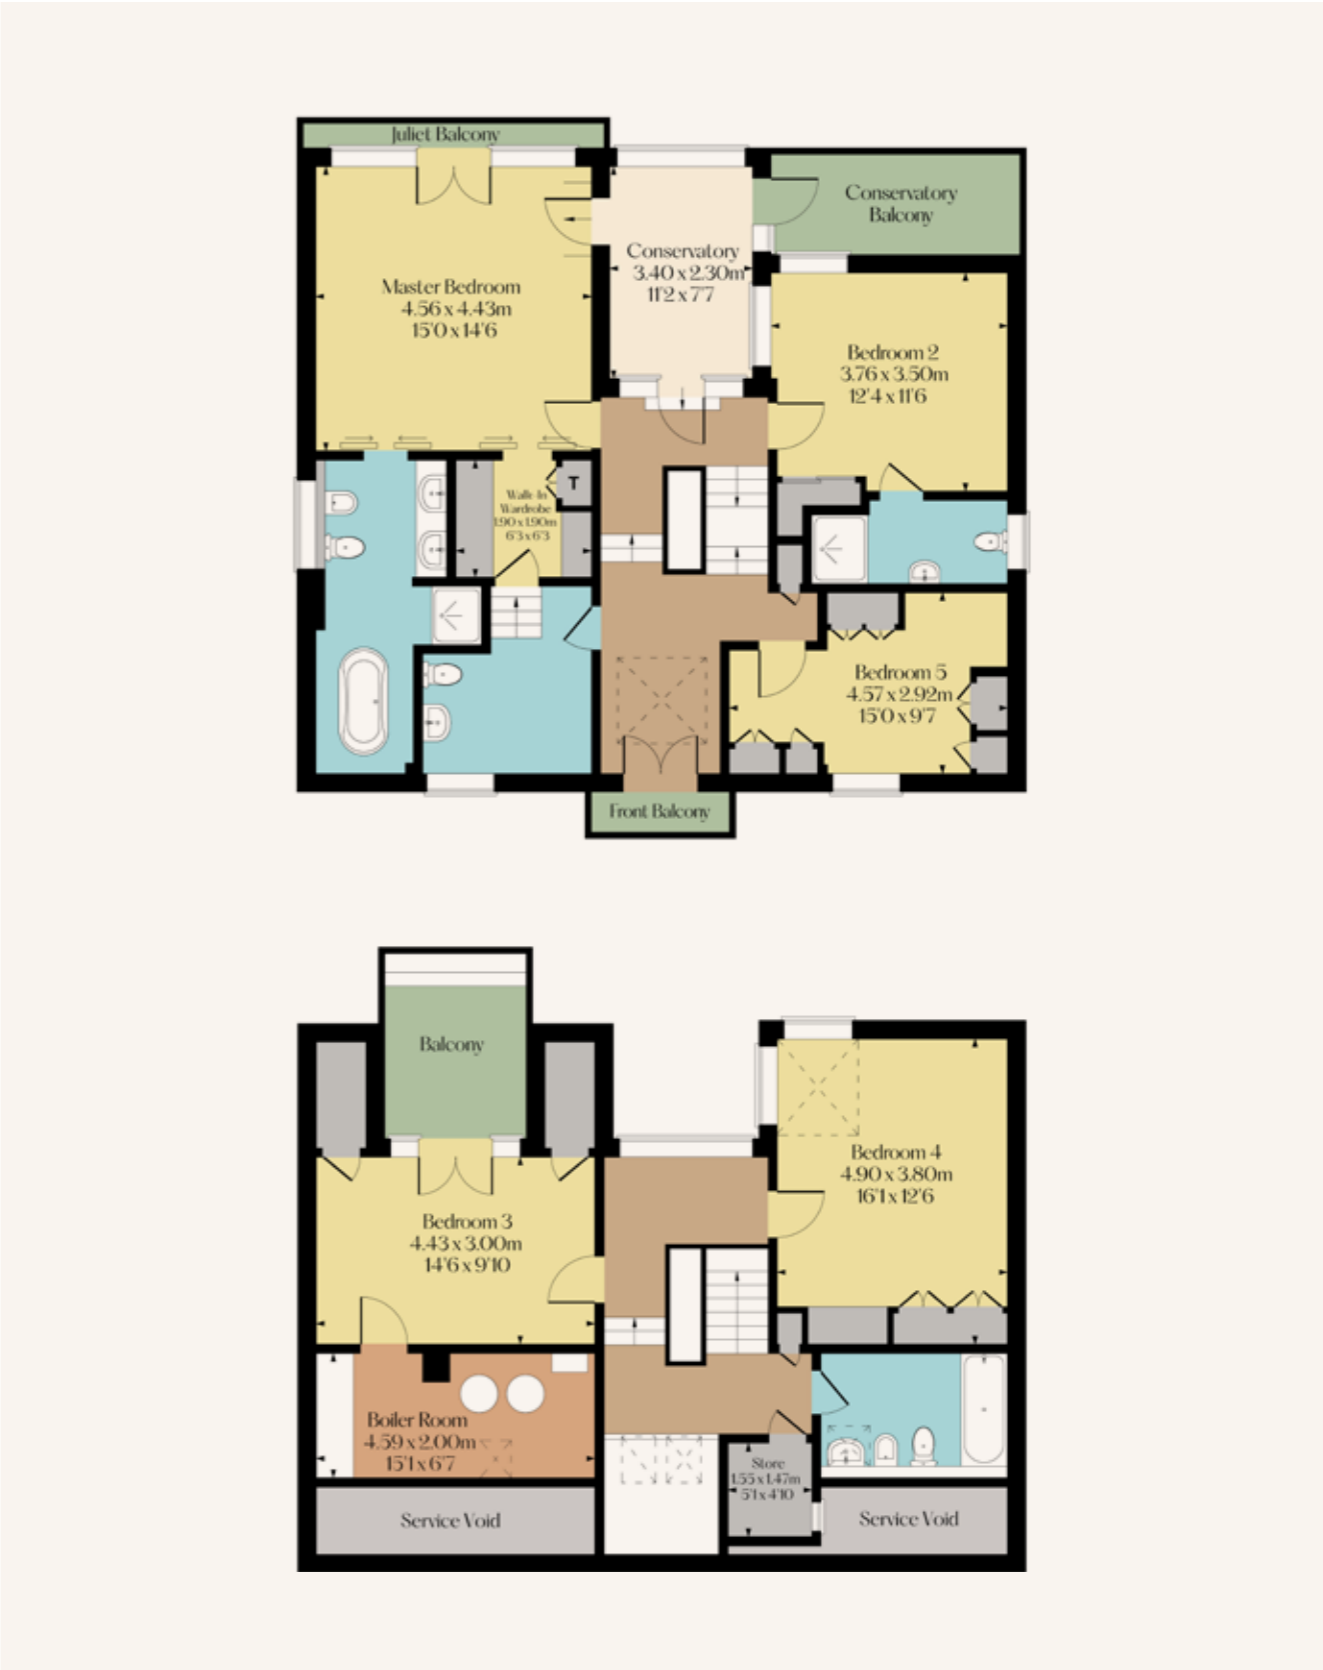 Juliet Balcony
Conservatory
Balcony
Conservatory
3.40 x 2.30m
11'2 x 7'7
Master Bedroom
4.56 x 4.43m
15'0 x 14'6
Bedroom 2
3.76 x 3.50m
12'4 x 11'6
T
Walk-In
Wardrobe
1.90 x 1.90m
6'3 x 6'3
Bedroom 5
4.57 x 2.92m
15'0 x 9'7
Front Balcony
Balcony
Bedroom 4
4.90 x 3.80m
16'1 x 12'6
Bedroom 3
4.43 x 3.00m
14'6 x 9'10
Boiler Room
4.59 x 2.00m
15'1 x 6'7
Store
1.55 x 1.47m
5'1 x 4'10
Service Void
Service Void